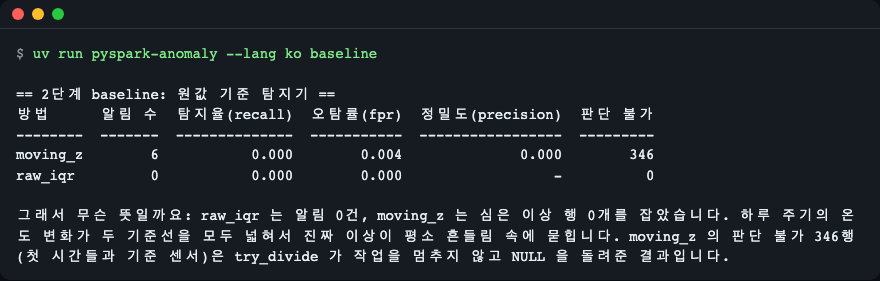 $ uv run pyspark-anomaly --lang ko baseline
== 2단계 baseline: 원값 기준 탐지기 ==
방법 알림 수 탐지율(recall) 오탐률(fpr) 정밀도(precision) 판단 불가
-------- ------- -------------- ----------- ----------------- ---------
moving_z 6 0.000 0.004 0.000 346
raw_iqr 0 0.000 0.000 – 0
그래서 무슨 뜻일까요: raw_iqr 는 알림 0건, moving_z 는 심은 이상 행 0개를 잡았습니다. 하루 주기의 온
도 변화가 두 기준선을 모두 넓혀서 진짜 이상이 평소 흔들림 속에 묻힙니다. moving_z 의 판단 불가 346행
(첫 시간들과 기준 센서)은 try_divide 가 작업을 멈추지 않고 NULL 을 돌려준 결과입니다.